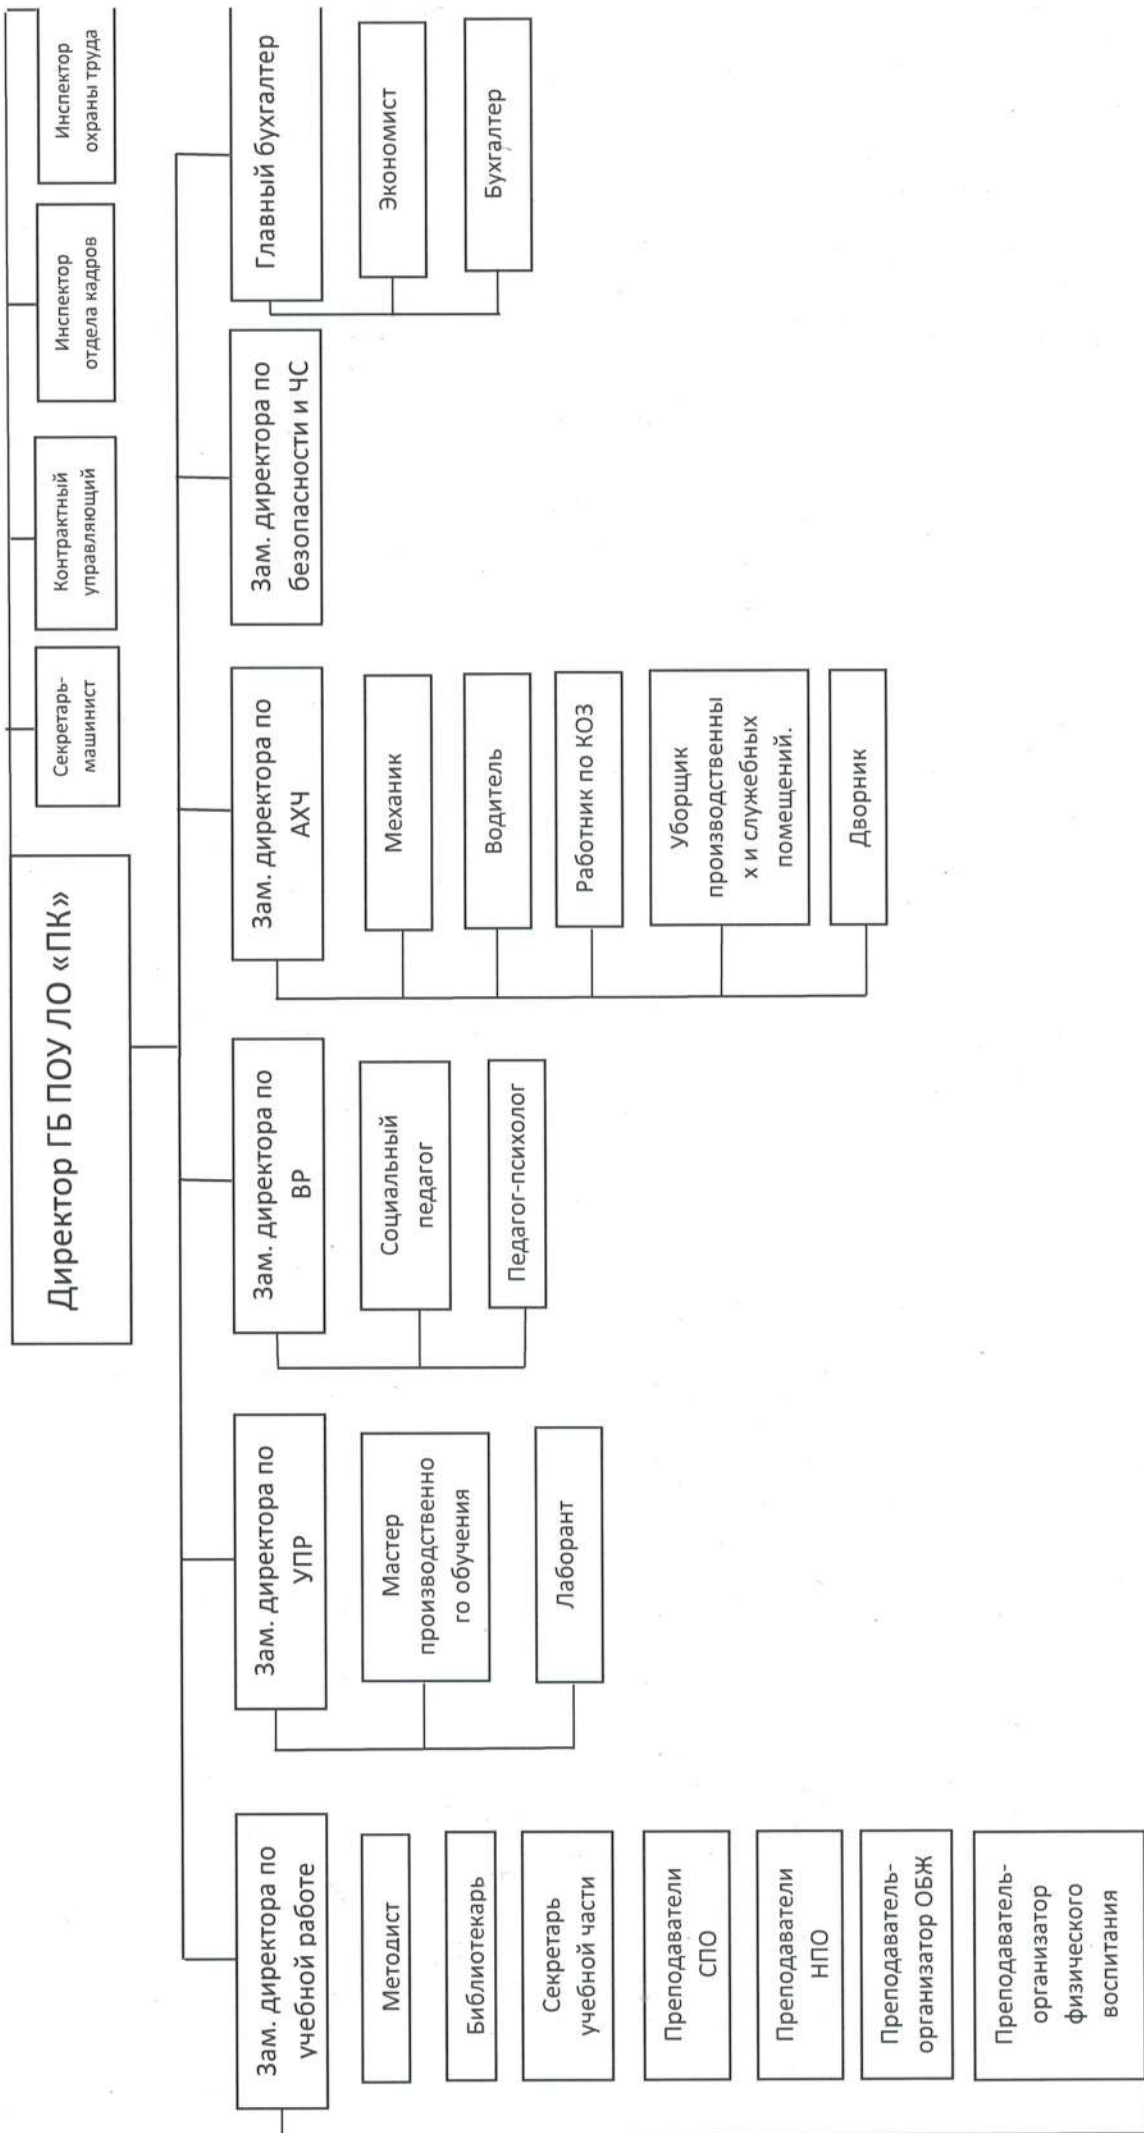 Директор ГБ ПОУ ЛО «ПК»
Секретарь-
машинист
Контрактный
управляющий
Инспектор
отдела кадров
Инспектор
охраны труда
Зам. директора по
учебной работе
Методист
Библиотекарь
Секретарь
учебной части
Преподаватели
СПО
Преподаватели
НПО
Преподаватель-
организатор ОБЖ
Преподаватель-
организатор
физического
воспитания
Зам. директора по
УПР
Мастер
производственно
го обучения
Лаборант
Зам. директора по
ВР
Социальный
педагог
Педагог-психолог
Зам. директора по
АХЧ
Механик
Водитель
Работник по КОЗ
Уборщик
производственны
х и служебных
помещений.
Дворник
Зам. директора по
безопасности и ЧС
Главный бухгалтер
Экономист
Бухгалтер